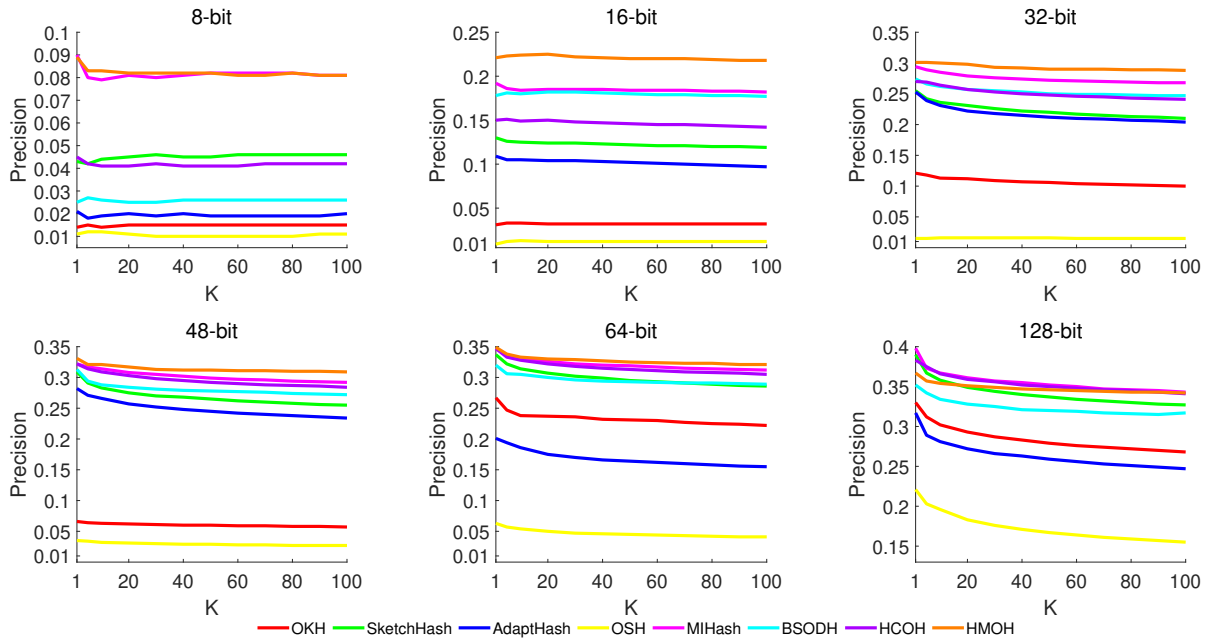 8-bit
16-bit
32-bit
Precision
0.1
0.09
0.08
0.07
0.06
0.05
0.04
0.03
0.02
0.01
1 20 40 60 80 100
K
Precision
0.25
0.2
0.15
0.1
0.05
0.01
1 20 40 60 80 100
K
Precision
0.35
0.3
0.25
0.2
0.15
0.1
0.05
0.01
1 20 40 60 80 100
K
48-bit
64-bit
128-bit
Precision
0.35
0.3
0.25
0.2
0.15
0.1
0.05
0.01
1 20 40 60 80 100
K
Precision
0.35
0.3
0.25
0.2
0.15
0.1
0.05
0.01
1 20 40 60 80 100
K
Precision
0.4
0.35
0.3
0.25
0.2
0.15
1 20 40 60 80 100
K
OKH SketchHash AdaptHash OSH MIHash BSODH HCOH HMOH